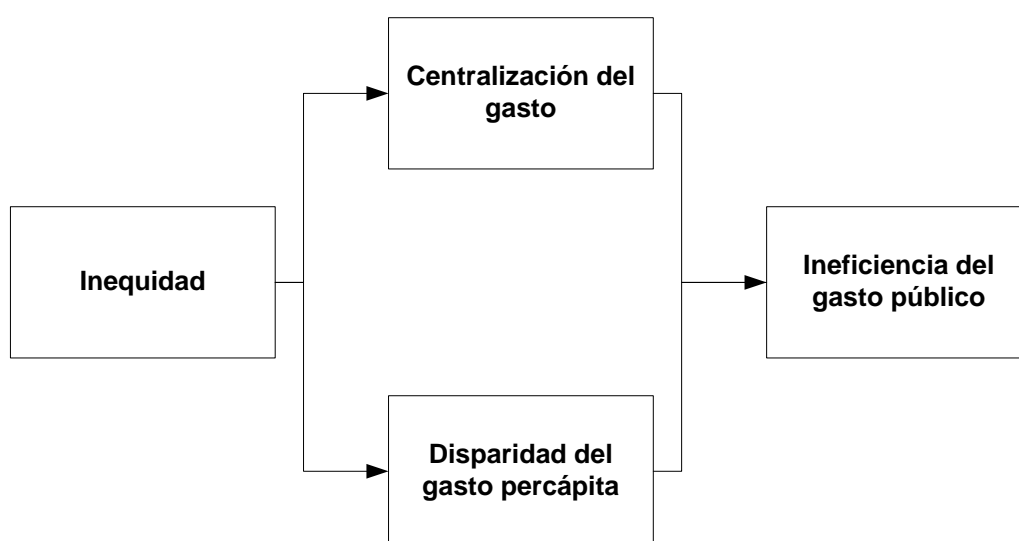 Centralización del
gasto
Inequidad
Ineficiencia del
gasto público
Disparidad del
gasto percápita